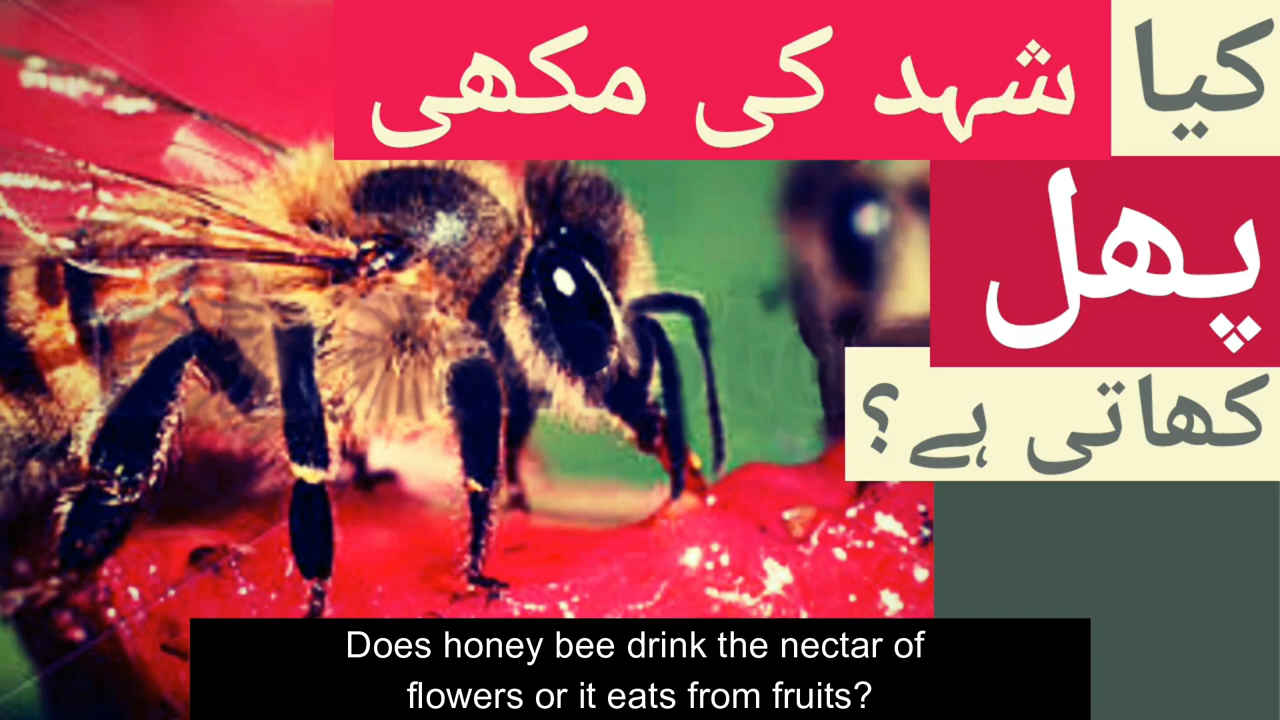 کیا شہد کی مکھی
پھل
کھاتی ہے؟
Does honey bee drink the nectar of
flowers or it eats from fruits?